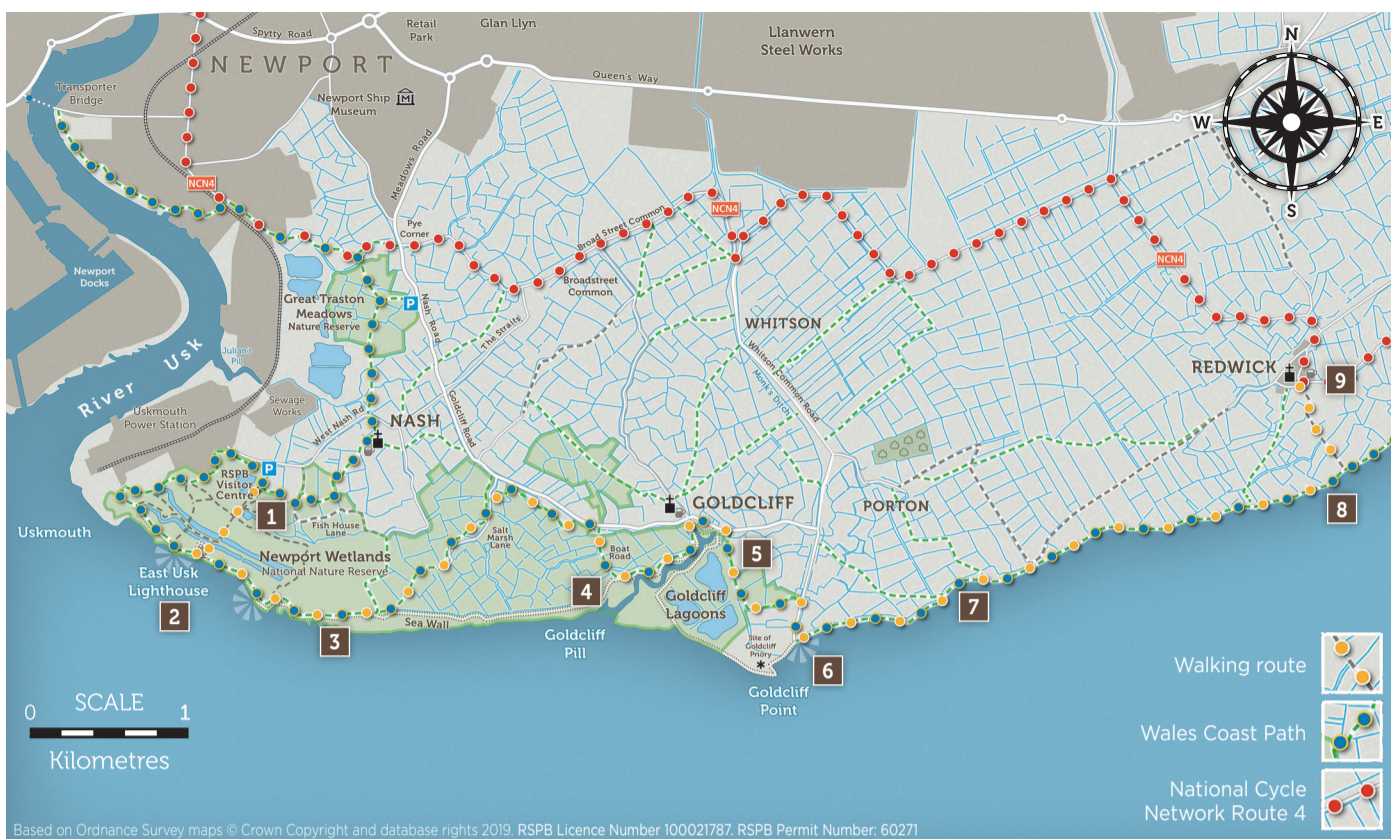 Spytty Road
Retail
Park
Glan Llyn
Llanwern
Steel Works
N
NEWPORT
Queen's Way
Transporter
Bridge
Newport Ship
Museum
M
W
E
S
Meadows Road
NCN4
Pye
Corner
Broad Street Common
NCN4
NCN4
Newport
Docks
Great Traston
Meadows
Nature Reserve
P
Nash Road
Broadstreet
Common
The Straits
WHITSON
Julian's
Pill
River Usk
Whitson Common Road
Monk's Ditch
REDWICK
9
Sewage
Works
Uskmouth
Power Station
West Nash Rd
NASH
Goldcliff Road
P
RSPB
Visitor
Centre
1
Fish House
Lane
Salt
Marsh
Lane
GOLDCLIFF
PORTON
8
Uskmouth
Newport Wetlands
National Nature Reserve
East Usk
Lighthouse
2
Boat
Road
4
5
Goldcliff
Lagoons
7
3
Sea Wall
Goldcliff
Pill
Site of
Goldcliff
Priory
*
6
Goldcliff
Point
SCALE
0 1
Kilometres
Walking route
Wales Coast Path
National Cycle
Network Route 4
Based on Ordnance Survey maps © Crown Copyright and database rights 2019. RSPB Licence Number 100021787. RSPB Permit Number: 60271